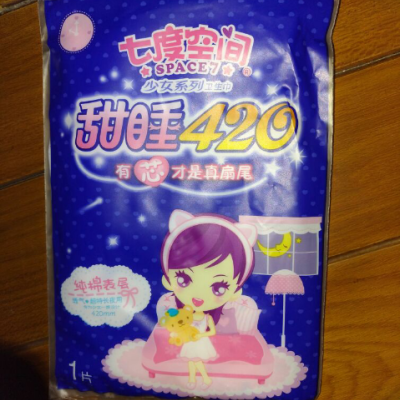 七度空间
SPACE7
少女系列卫生巾
甜睡420
有芯才是真扇尾
纯棉表层
420mm
1片